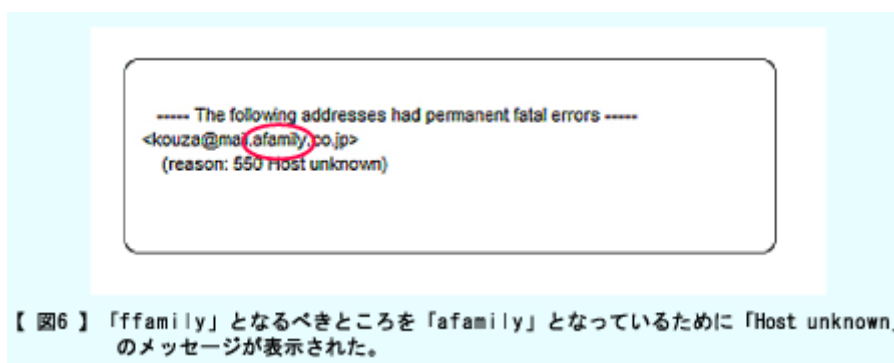 ----- The following addresses had permanent fatal errors -----
<kouza@mail.afamily.co.jp>
(reason: 550 Host unknown)
【 図6 】 「ffamily」となるべきところを「afamily」となっているために「Host unknown」
のメッセージが表示された。